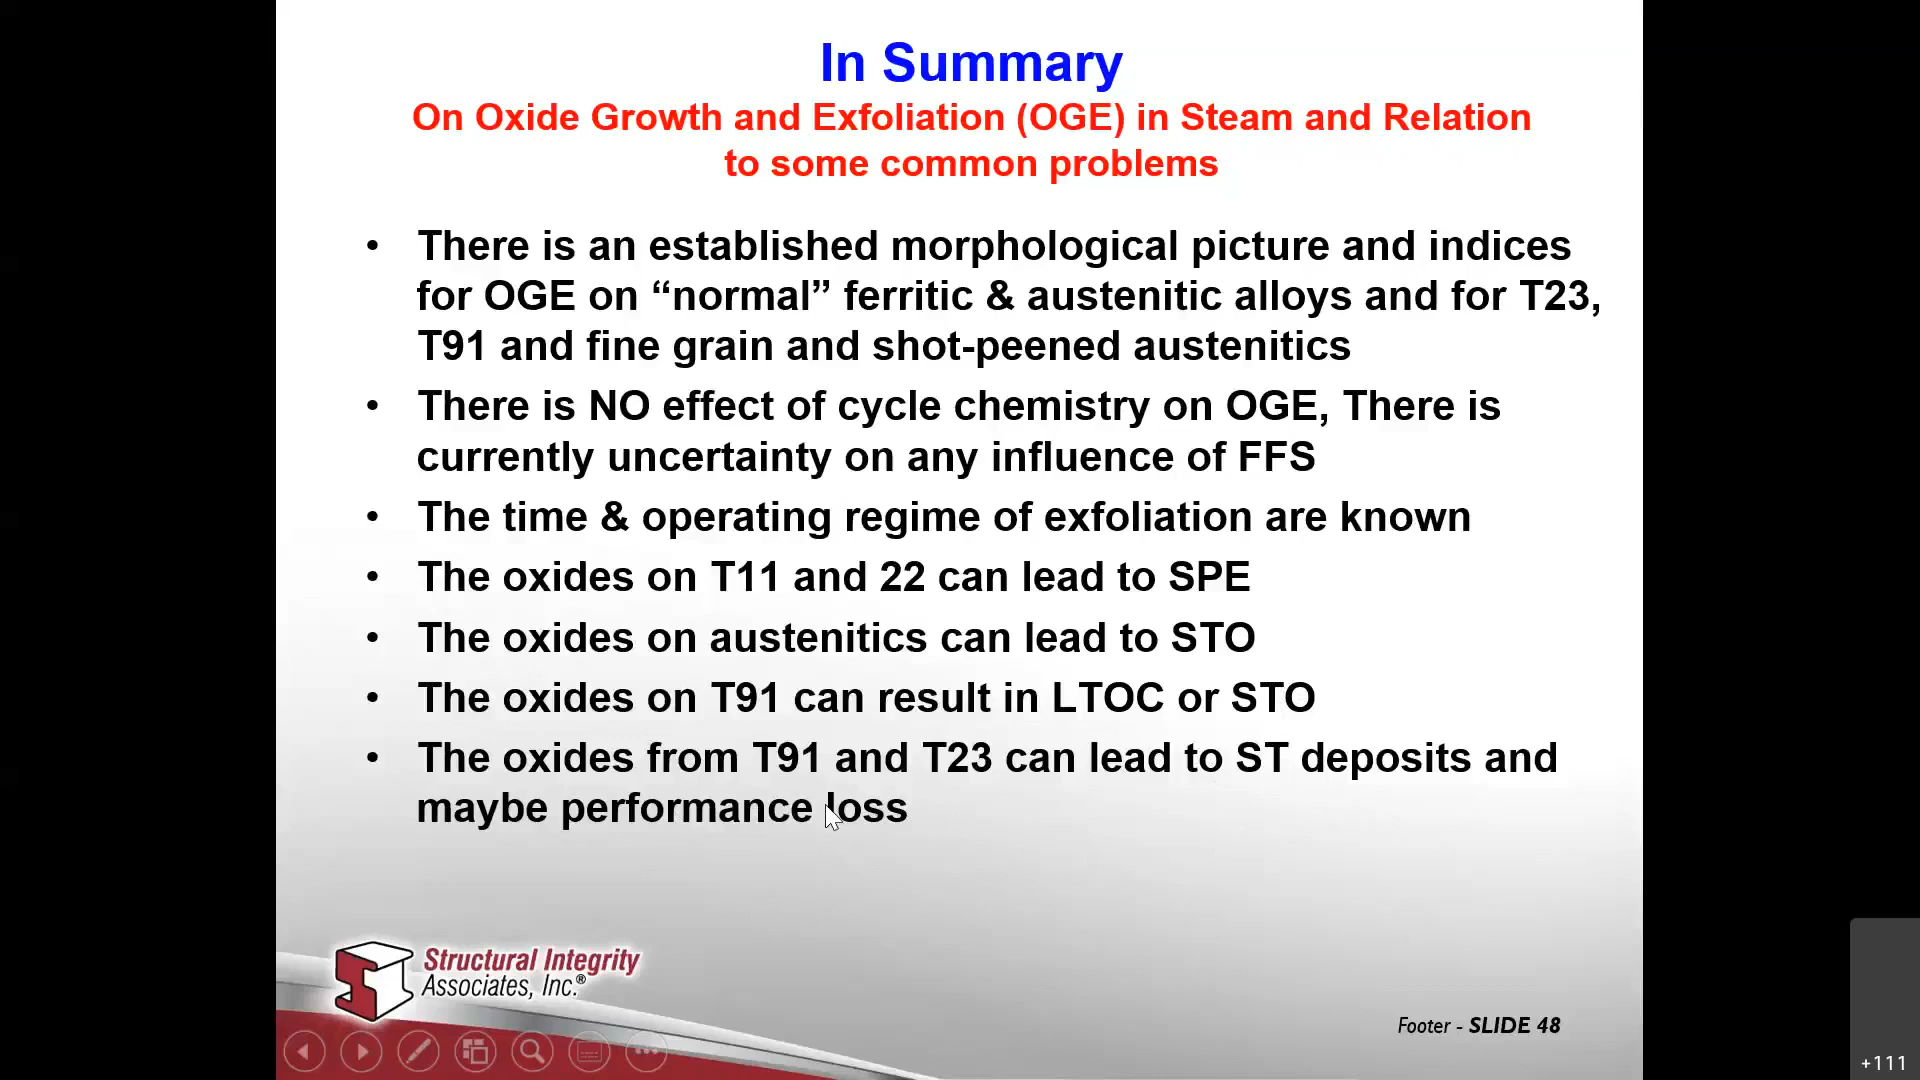 In Summary
On Oxide Growth and Exfoliation (OGE) in Steam and Relation
to some common problems
• There is an established morphological picture and indices
for OGE on “normal” ferritic & austenitic alloys and for T23,
T91 and fine grain and shot-peened austenitics
• There is NO effect of cycle chemistry on OGE, There is
currently uncertainty on any influence of FFS
• The time & operating regime of exfoliation are known
• The oxides on T11 and 22 can lead to SPE
• The oxides on austenitics can lead to STO
• The oxides on T91 can result in LTOC or STO
• The oxides from T91 and T23 can lead to ST deposits and
maybe performance loss
Structural Integrity
Associates, Inc.®
Footer - SLIDE 48
+111